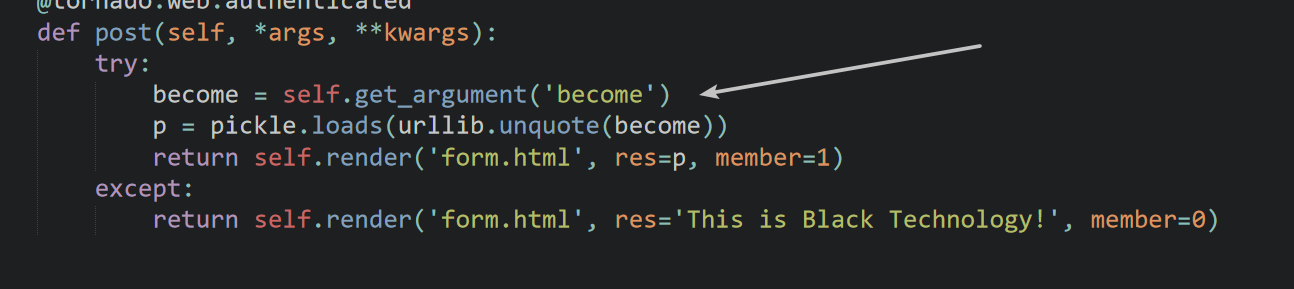 @tornado.web.authenticated
def post(self, *args, **kwargs):
try:
become = self.get_argument('become')
p = pickle.loads(urllib.unquote(become))
return self.render('form.html', res=p, member=1)
except:
return self.render('form.html', res='This is Black Technology!', member=0)